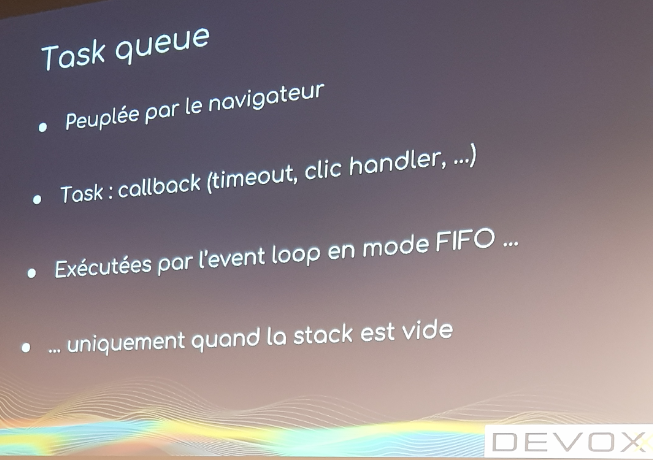 Task queue
• Peuplée par le navigateur
• Task : callback (timeout, clic handler, ...)
• Exécutées par l'event loop en mode FIFO ...
• ... uniquement quand la stack est vide
DEVOX